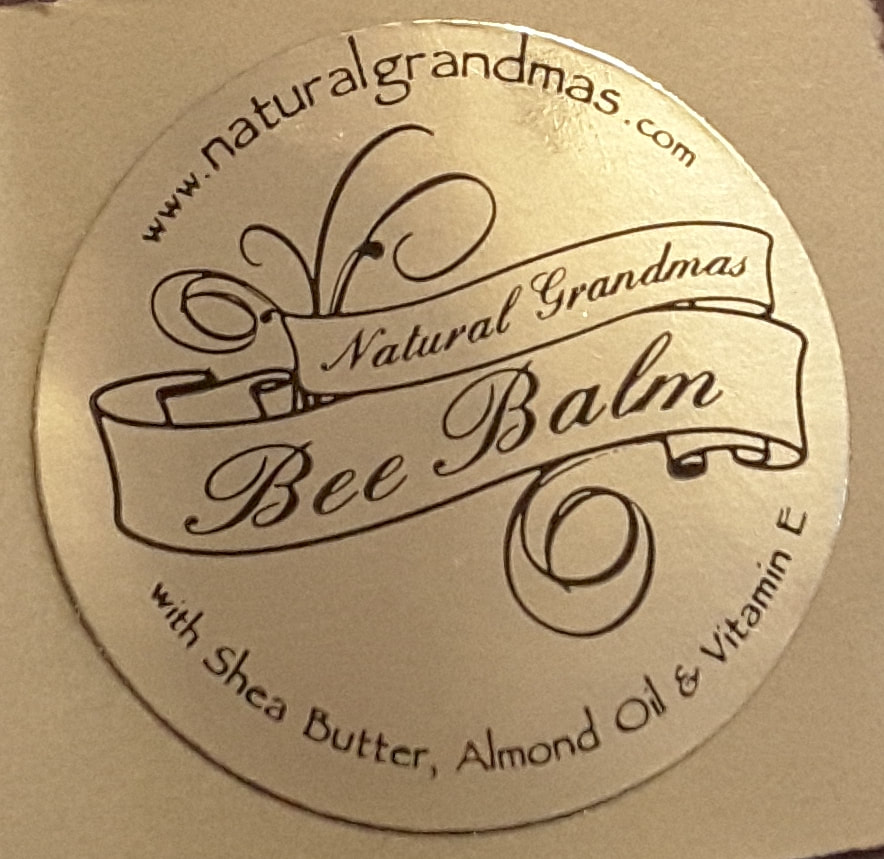 www.naturalgrandmas.com
Natural Grandmas
Bee Balm
with Shea Butter, Almond Oil & Vitamin E